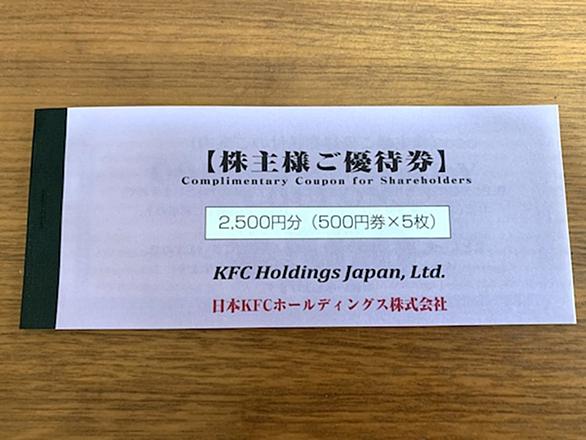 【株主様ご優待券】
Complimentary Coupon for Shareholders
2,500円分（500円券×5枚）
KFC Holdings Japan, Ltd.
日本KFCホールディングス株式会社